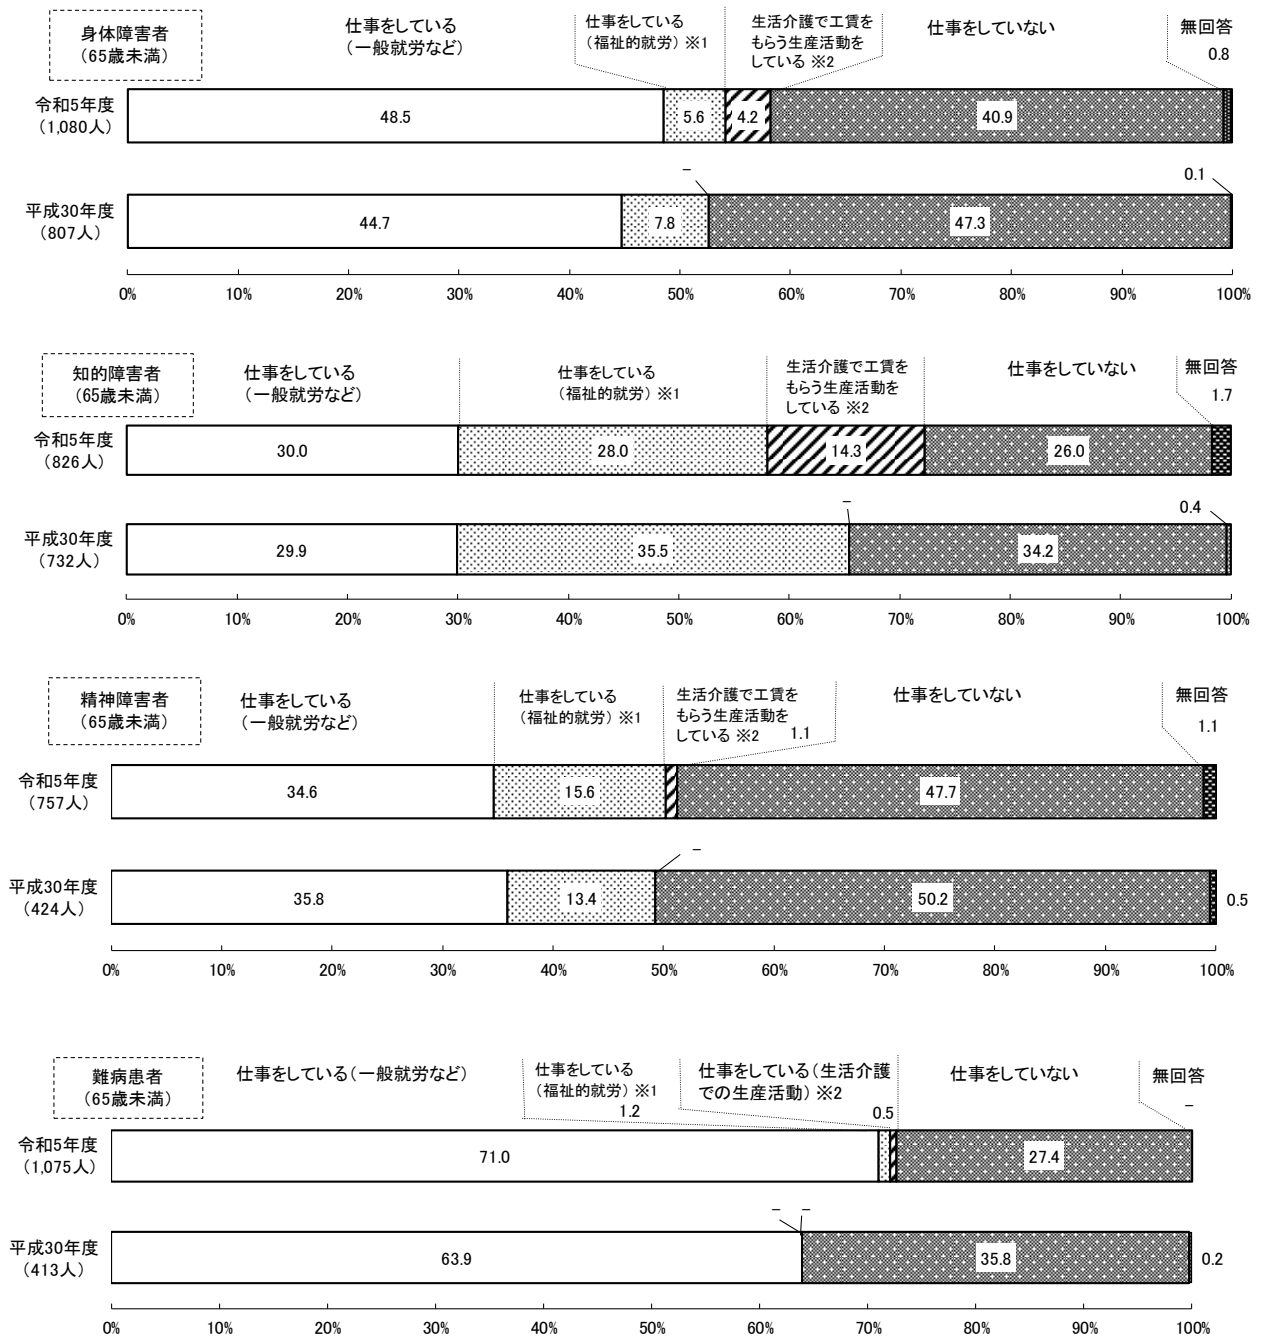 身体障害者
(65歳未満)
仕事をしている
(一般就労など)
仕事をしている
(福祉的就労) ※1
生活介護で工賃を
もらう生産活動を
している ※2
仕事をしていない
無回答
0.8
令和5年度
(1,080人)
48.5
5.6
4.2
40.9
平成30年度
(807人)
44.7
7.8
–
47.3
0.1
0% 10% 20% 30% 40% 50% 60% 70% 80% 90% 100%
知的障害者
(65歳未満)
仕事をしている
(一般就労など)
仕事をしている
(福祉的就労) ※1
生活介護で工賃を
もらう生産活動を
している ※2
仕事をしていない
無回答
1.7
令和5年度
(826人)
30.0
28.0
14.3
26.0
平成30年度
(732人)
29.9
35.5
–
34.2
0.4
0% 10% 20% 30% 40% 50% 60% 70% 80% 90% 100%
精神障害者
(65歳未満)
仕事をしている
(一般就労など)
仕事をしている
(福祉的就労) ※1
生活介護で工賃を
もらう生産活動を
している ※2 1.1
仕事をしていない
無回答
1.1
令和5年度
(757人)
34.6
15.6
47.7
平成30年度
(424人)
35.8
13.4
–
50.2
0.5
0% 10% 20% 30% 40% 50% 60% 70% 80% 90% 100%
難病患者
(65歳未満)
仕事をしている(一般就労など)
仕事をしている
(福祉的就労) ※1
1.2
仕事をしている(生活介護
での生産活動) ※2
0.5
仕事をしていない
無回答
–
令和5年度
(1,075人)
71.0
27.4
平成30年度
(413人)
63.9
– –
35.8
0.2
0% 10% 20% 30% 40% 50% 60% 70% 80% 90% 100%